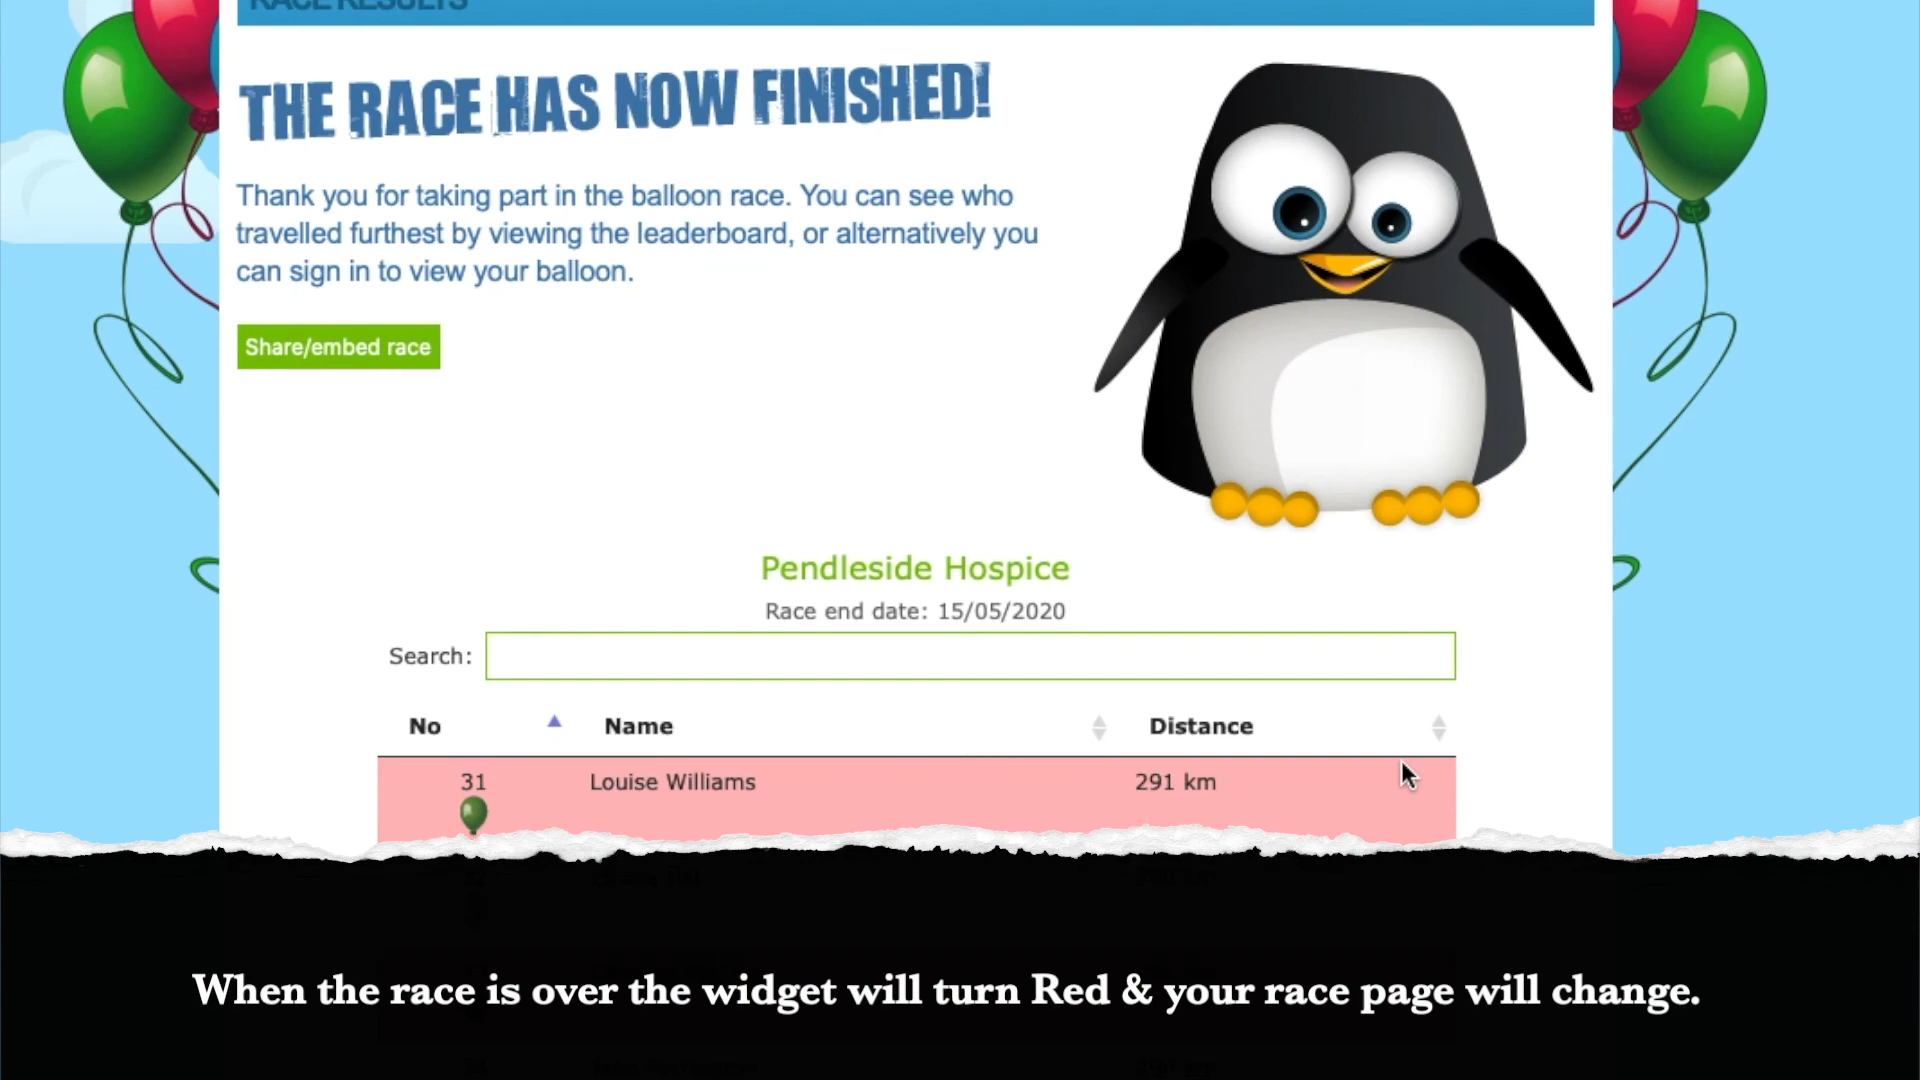 RACE RESULTS
THE RACE HAS NOW FINISHED!
Thank you for taking part in the balloon race. You can see who
travelled furthest by viewing the leaderboard, or alternatively you
can sign in to view your balloon.
Share/embed race
Pendleside Hospice
Race end date: 15/05/2020
Search:
No Name Distance
31 Louise Williams 291 km
When the race is over the widget will turn Red & your race page will change.